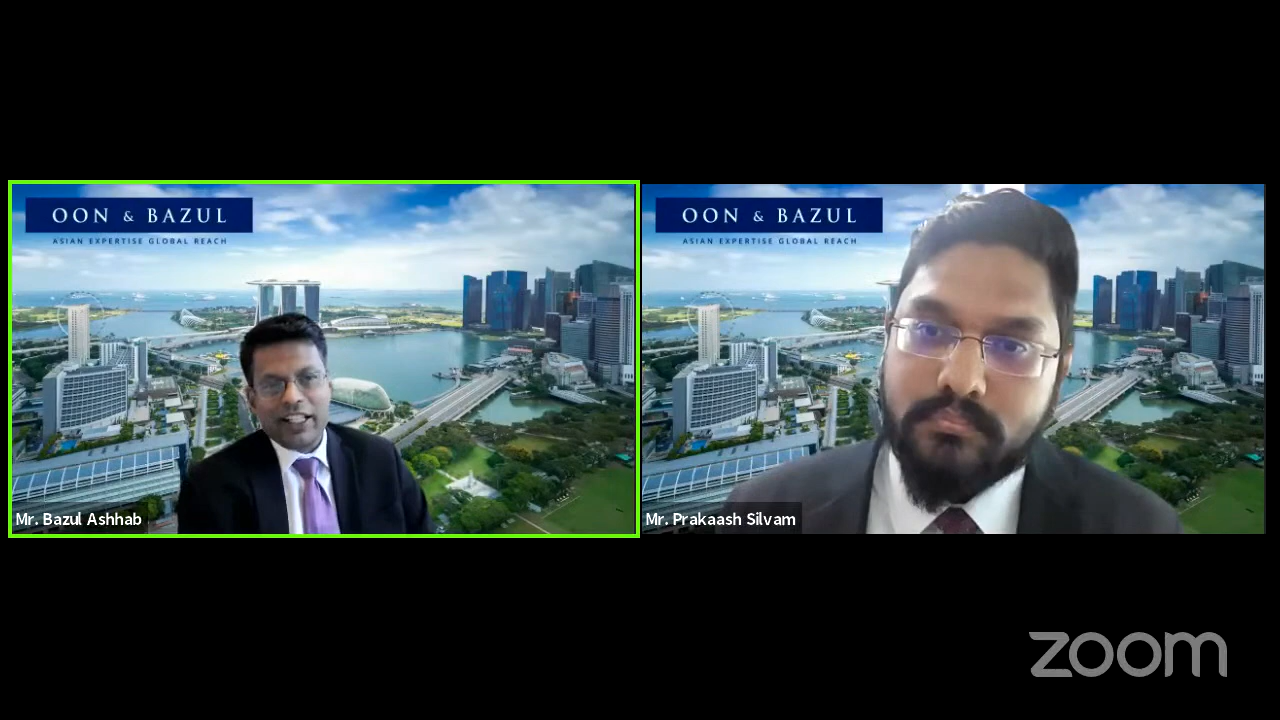 OON & BAZUL
ASIAN EXPERTISE GLOBAL REACH
Mr. Bazul Ashhab
OON & BAZUL
ASIAN EXPERTISE GLOBAL REACH
Mr. Prakaash Silvam
zoom